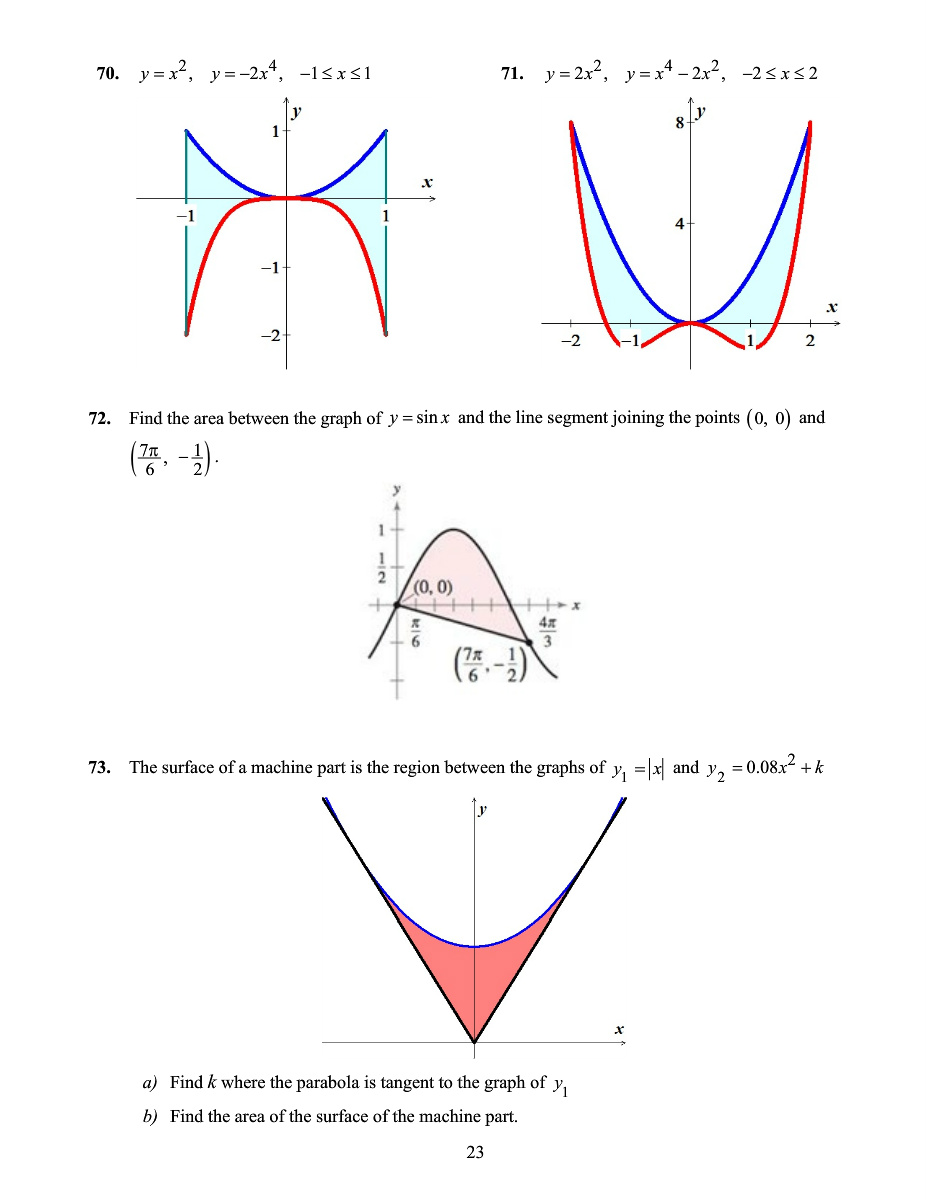 70. y = x², y = −2x⁴, −1 ≤ x ≤ 1
71. y = 2x², y = x⁴ − 2x², −2 ≤ x ≤ 2
y
1
x
−1
1
−1
−2
y
8
4
x
−2
−1
1
2
72. Find the area between the graph of y = sin x and the line segment joining the points (0, 0) and
(7π/6, −1/2).
y
1
1/2
(0, 0)
x
π/6
4π/3
(7π/6, −1/2)
73. The surface of a machine part is the region between the graphs of y₁ = |x| and y₂ = 0.08x² + k
y
x
a) Find k where the parabola is tangent to the graph of y₁
b) Find the area of the surface of the machine part.
23